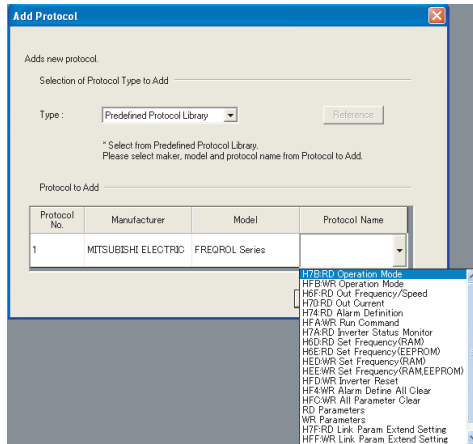 Add Protocol
Adds new protocol.
Selection of Protocol Type to Add
Type :
Predefined Protocol Library
Reference
* Select from Predefined Protocol Library.
Please select maker, model and protocol name from Protocol to Add.
Protocol to Add
Protocol No.
Manufacturer
Model
Protocol Name
1
MITSUBISHI ELECTRIC
FREQROL Series
H7B:RD Operation Mode
HFB:WR Operation Mode
H6F:RD Out Frequency/Speed
H70:RD Out Current
H74:RD Alarm Definition
HFA:WR Run Command
H7A:RD Inverter Status Monitor
H6D:RD Set Frequency(RAM)
H6E:RD Set Frequency(EEPROM)
HED:WR Set Frequency(RAM)
HEE:WR Set Frequency(RAM,EEPROM)
HFD:WR Inverter Reset
HF4:WR Alarm Define All Clear
HFC:WR All Parameter Clear
RD Parameters
WR Parameters
H7F:RD Link Param Extend Setting
HFF:WR Link Param Extend Setting